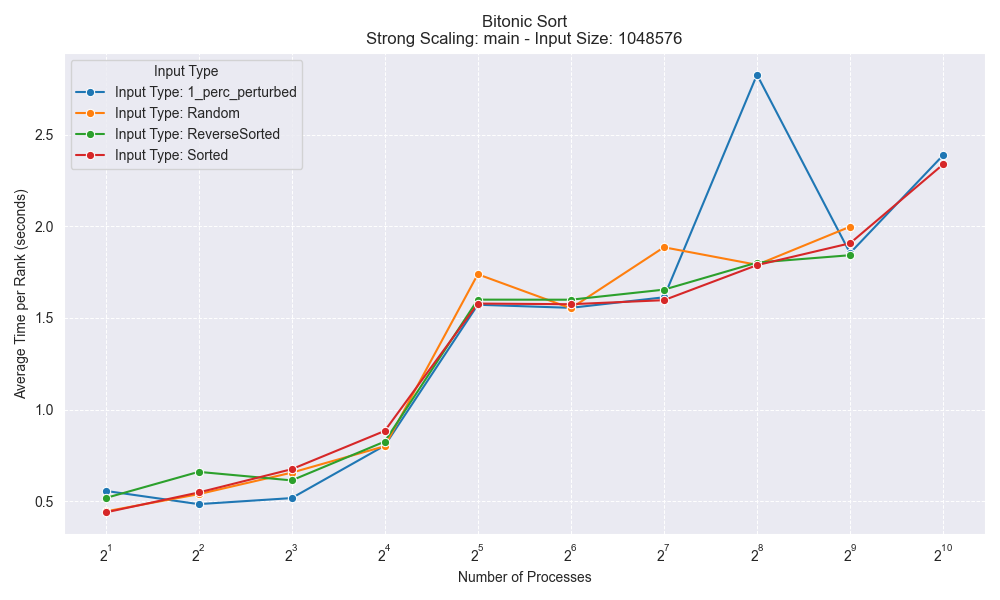 Bitonic Sort
Strong Scaling: main - Input Size: 1048576
Input Type
Input Type: 1_perc_perturbed
Input Type: Random
Input Type: ReverseSorted
Input Type: Sorted
Average Time per Rank (seconds)
2.5
2.0
1.5
1.0
0.5
2^1 2^2 2^3 2^4 2^5 2^6 2^7 2^8 2^9 2^10
Number of Processes